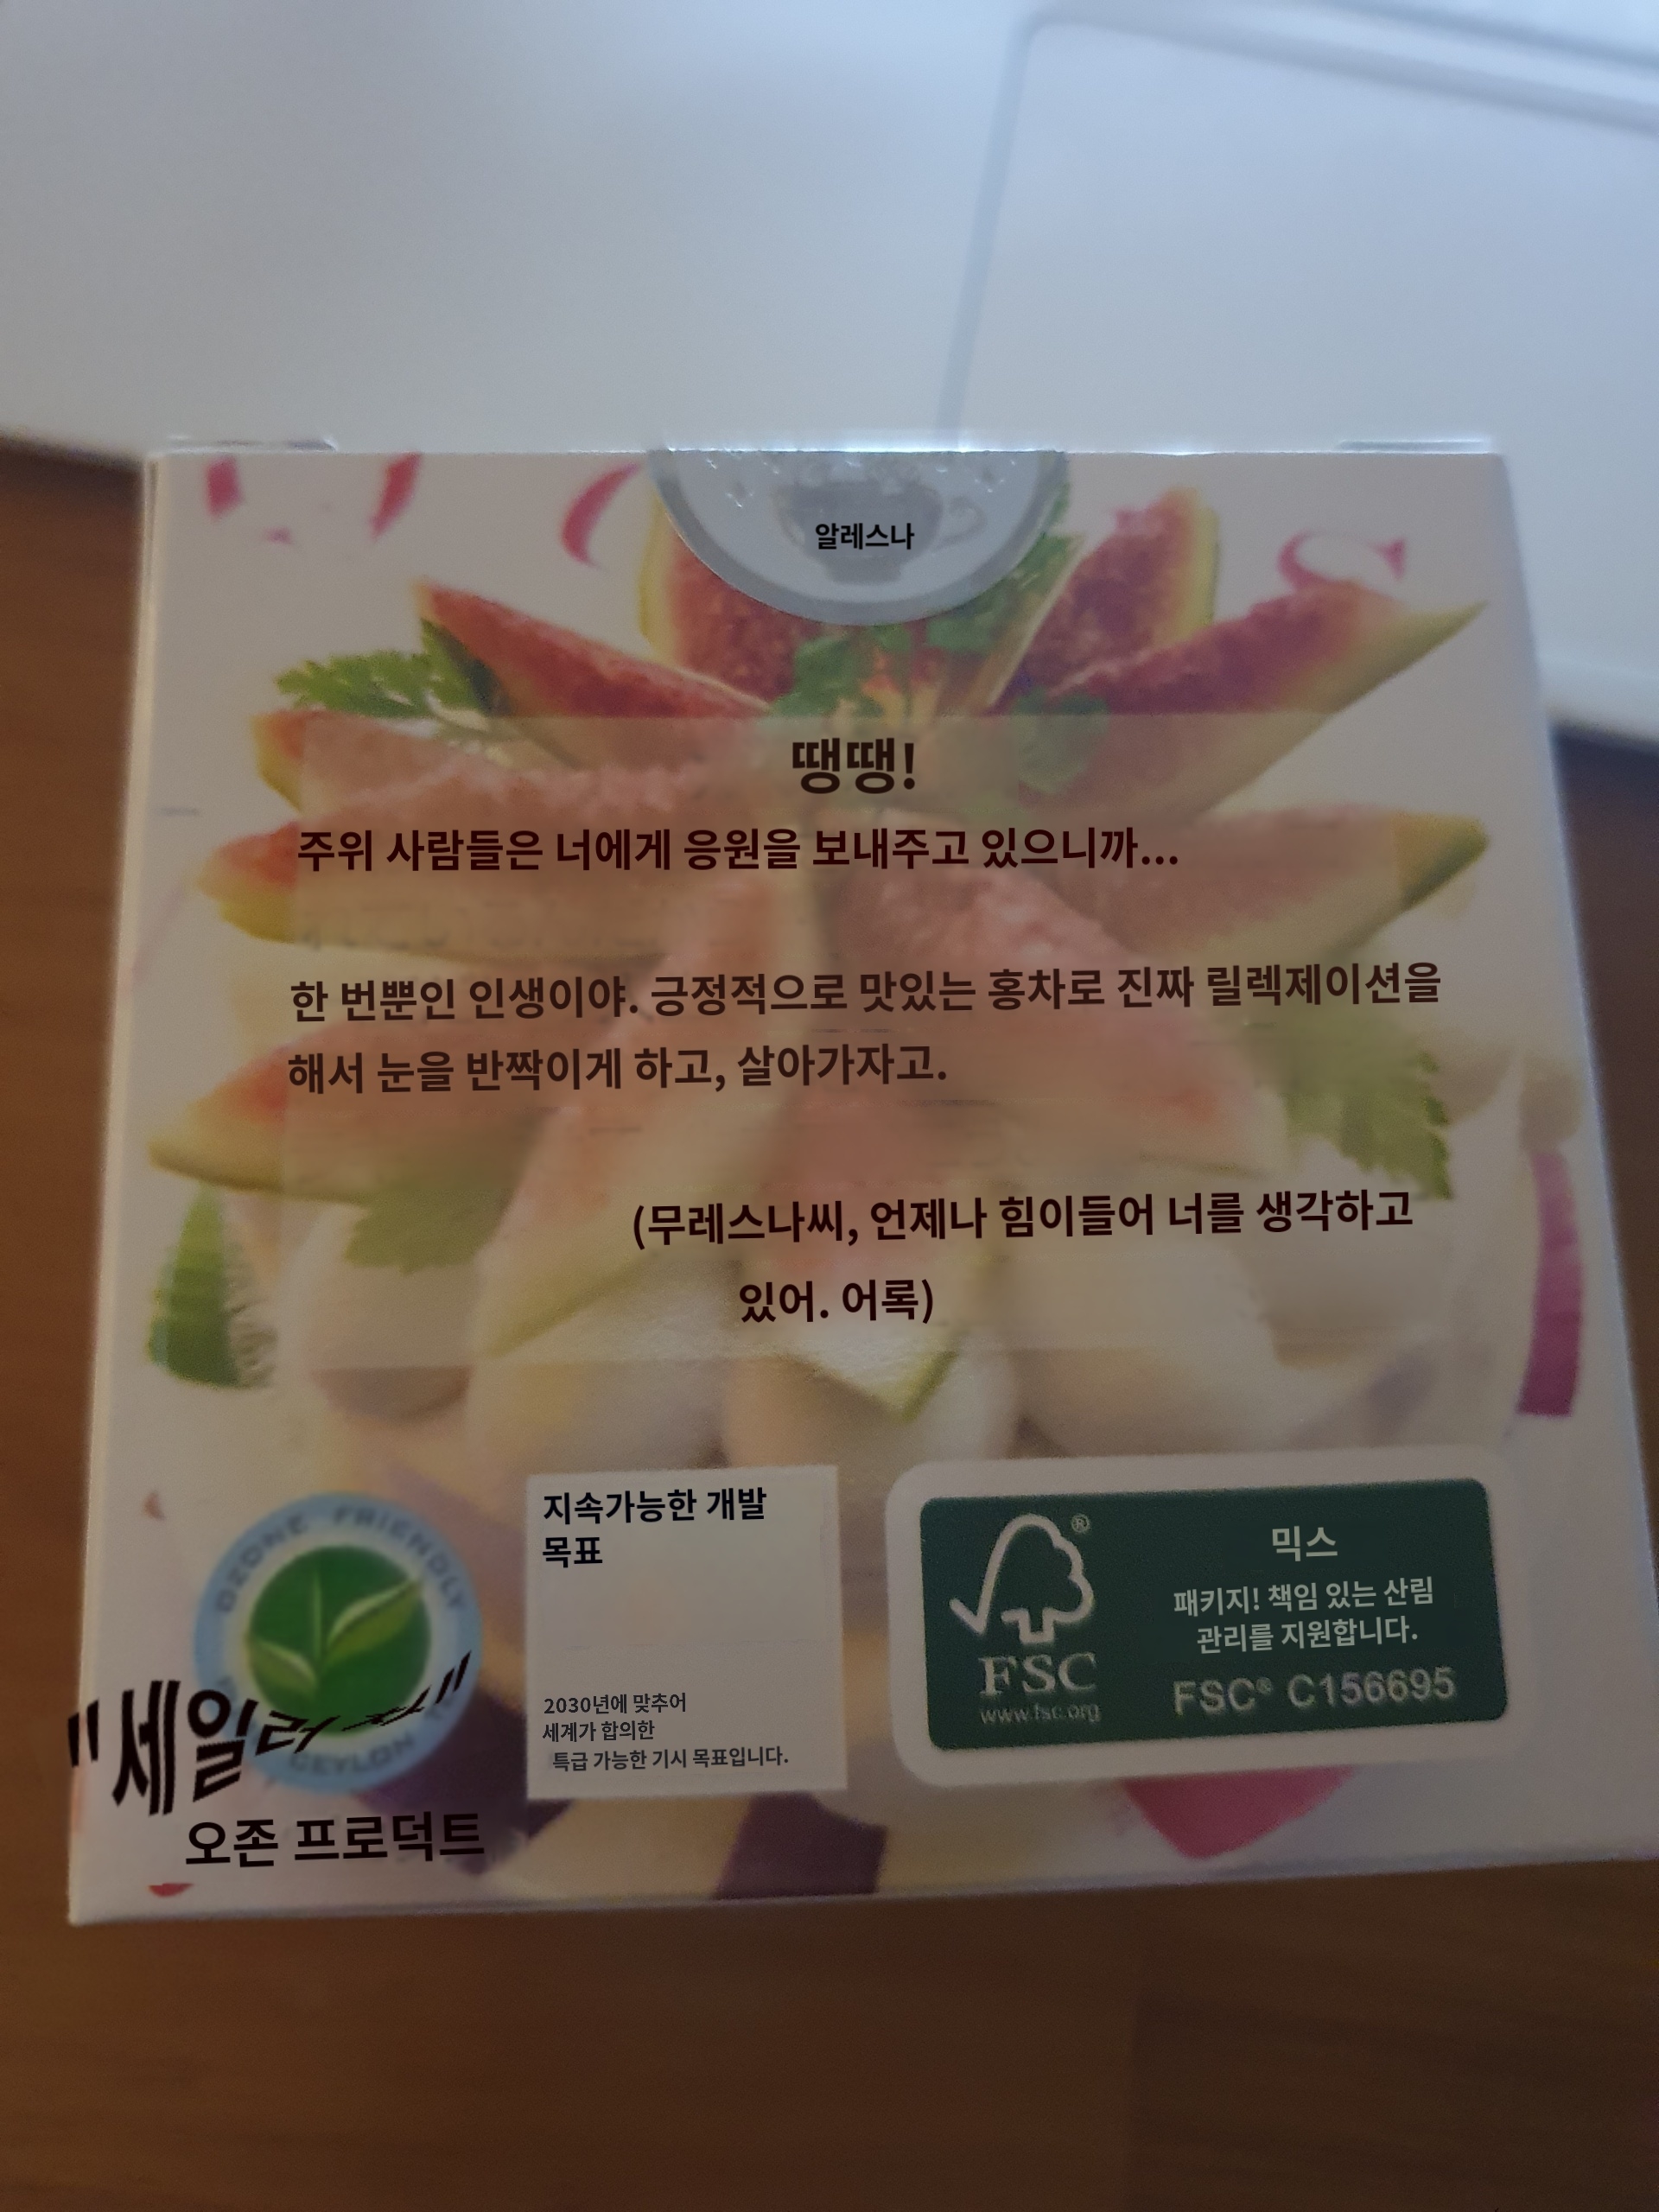 알레스나
땡땡!
주위 사람들은 너에게 응원을 보내주고 있으니까...
한 번뿐인 인생이야. 긍정적으로 맛있는 홍차로 진짜 릴렉제이션을
해서 눈을 반짝이게 하고, 살아가자고.
(무레스나씨, 언제나 힘이들어 너를 생각하고
있어. 어록)
OZONE FRIENDLY
"세일러
CEYLON
오존 프로덕트
지속가능한 개발
목표
2030년에 맞추어
세계가 합의한
특급 가능한 기시 목표입니다.
FSC
www.fsc.org
믹스
패키지! 책임 있는 산림
관리를 지원합니다.
FSC® C156695